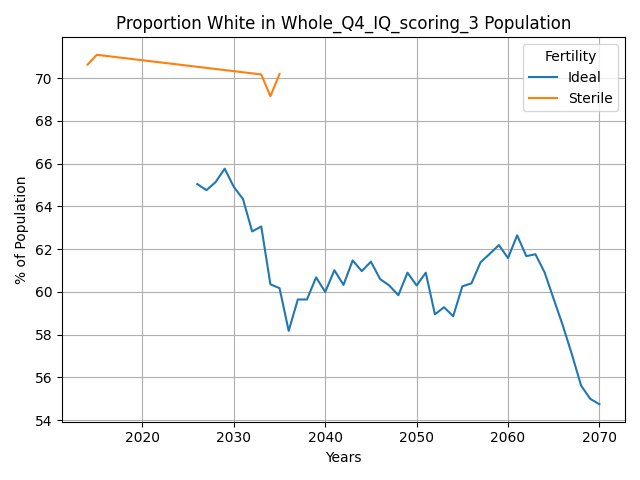 Proportion White in Whole_Q4_IQ_scoring_3 Population
Fertility
Ideal
Sterile
% of Population
70
68
66
64
62
60
58
56
54
2020
2030
2040
2050
2060
2070
Years